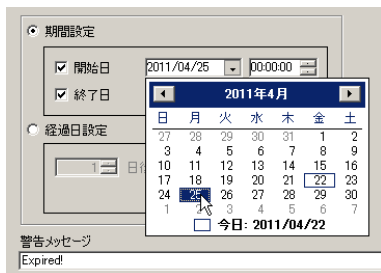 期間設定
開始日 2011/04/25 00:00:00
終了日
2011年4月
日 月 火 水 木 金 土
27 28 29 30 31 1 2
3 4 5 6 7 8 9
10 11 12 13 14 15 16
17 18 19 20 21 22 23
24 25 26 27 28 29 30
1 3 4 5 6 7
今日: 2011/04/22
経過日設定
1 日
警告メッセージ
Expired!